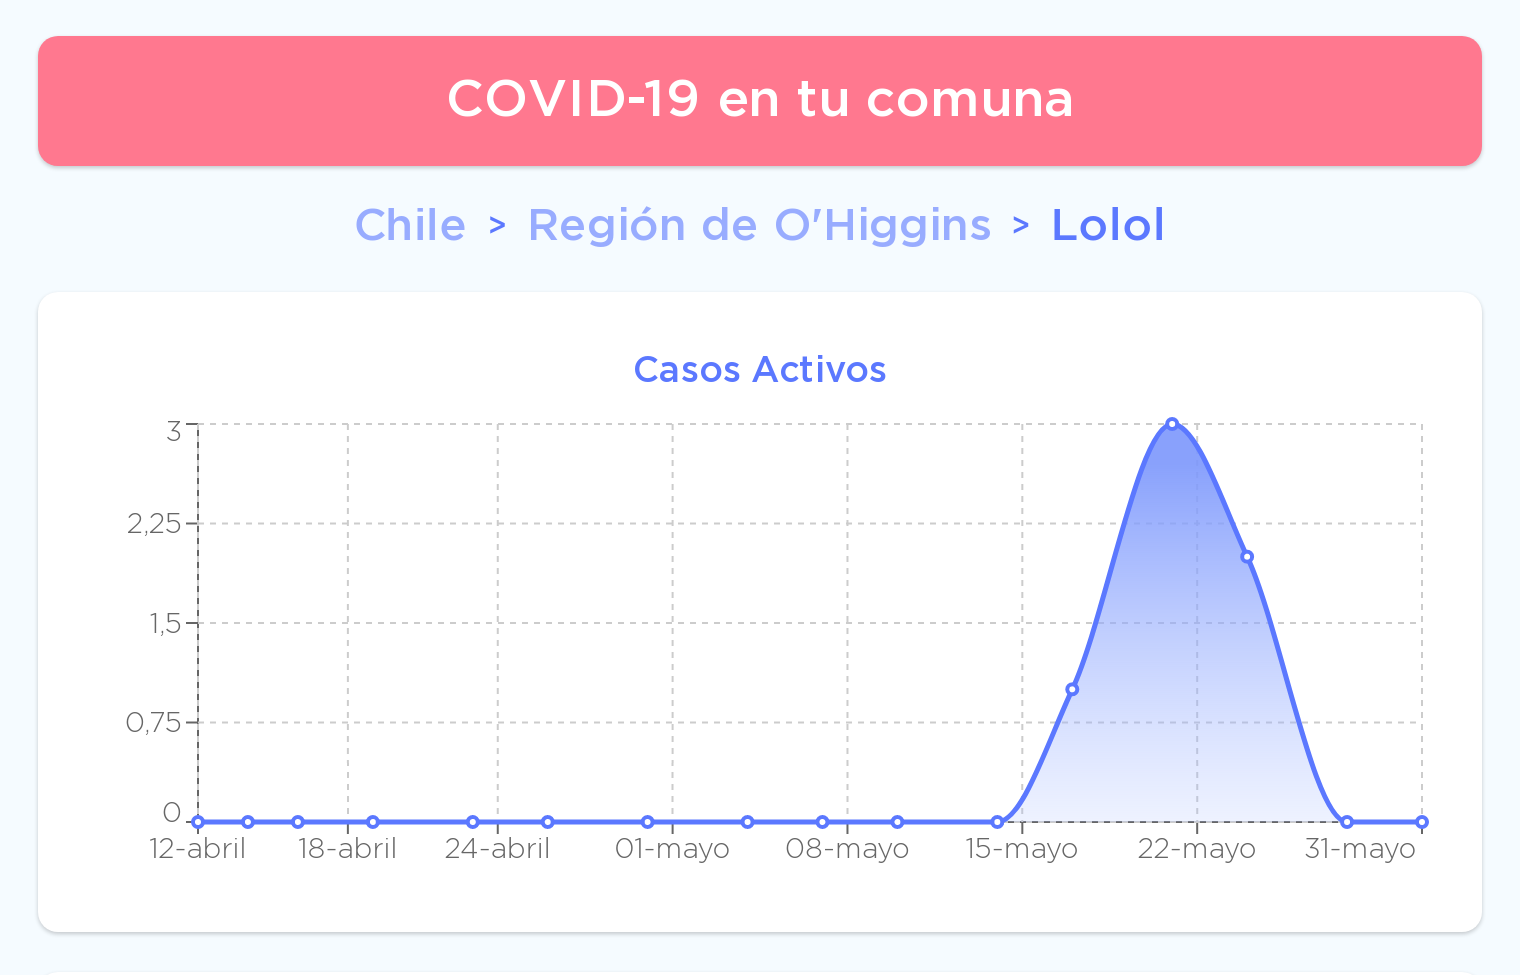 COVID-19 en tu comuna
Chile > Región de O'Higgins > Lolol
Casos Activos
3
2,25
1,5
0,75
0
12-abril 18-abril 24-abril 01-mayo 08-mayo 15-mayo 22-mayo 31-mayo